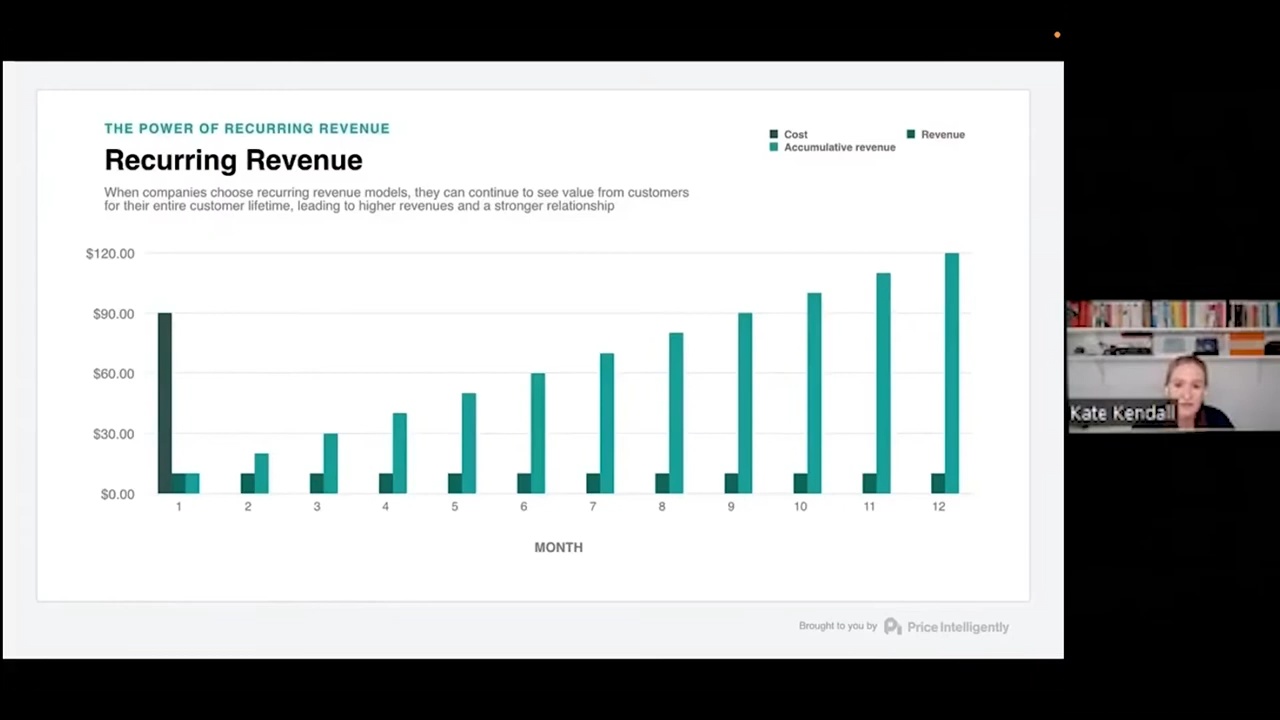 THE POWER OF RECURRING REVENUE
Recurring Revenue
When companies choose recurring revenue models, they can continue to see value from customers
for their entire customer lifetime, leading to higher revenues and a stronger relationship
Cost
Revenue
Accumulative revenue
$120.00
$90.00
$60.00
$30.00
$0.00
1 2 3 4 5 6 7 8 9 10 11 12
MONTH
Brought to you by Price Intelligently
Kate Kendall